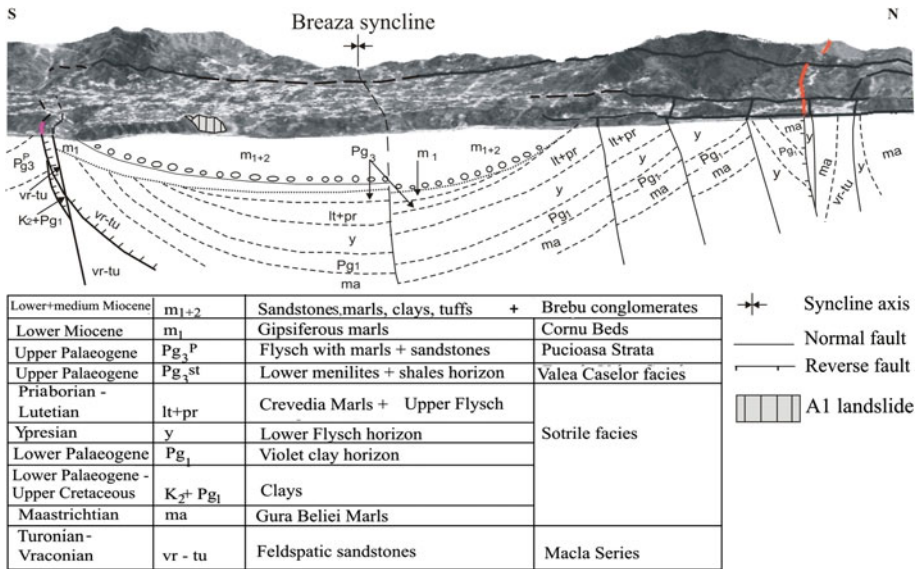 S
Breaza syncline
N
Pg3P
m1
m1+2
Pg3
m1
m1+2
lt+pr
lt+pr
y
y
ma
y
ma
vr-tu
K2+Pg1
vr-tu
vr-tu
lt+pr
y
Pg1
ma
y
Pg1
ma
Pg1
ma
Pg1
ma
Pg1
y
ma
vr-tu
ma
Lower+medium Miocene m1+2 Sandstones,marls, clays, tuffs + Brebu conglomerates
Lower Miocene m1 Gipsiferous marls Cornu Beds
Upper Palaeogene Pg3P Flysch with marls + sandstones Pucioasa Strata
Upper Palaeogene Pg3st Lower menilites + shales horizon Valea Caselor facies
Priaborian -
Lutetian lt+pr Crevedia Marls + Upper Flysch
Ypresian y Lower Flysch horizon Sotrile facies
Lower Palaeogene Pg1 Violet clay horizon
Lower Palaeogene -
Upper Cretaceous K2+ Pg1 Clays
Maastrichtian ma Gura Beliei Marls
Turonian-
Vraconian vr - tu Feldspatic sandstones Macla Series
Syncline axis
Normal fault
Reverse fault
A1 landslide